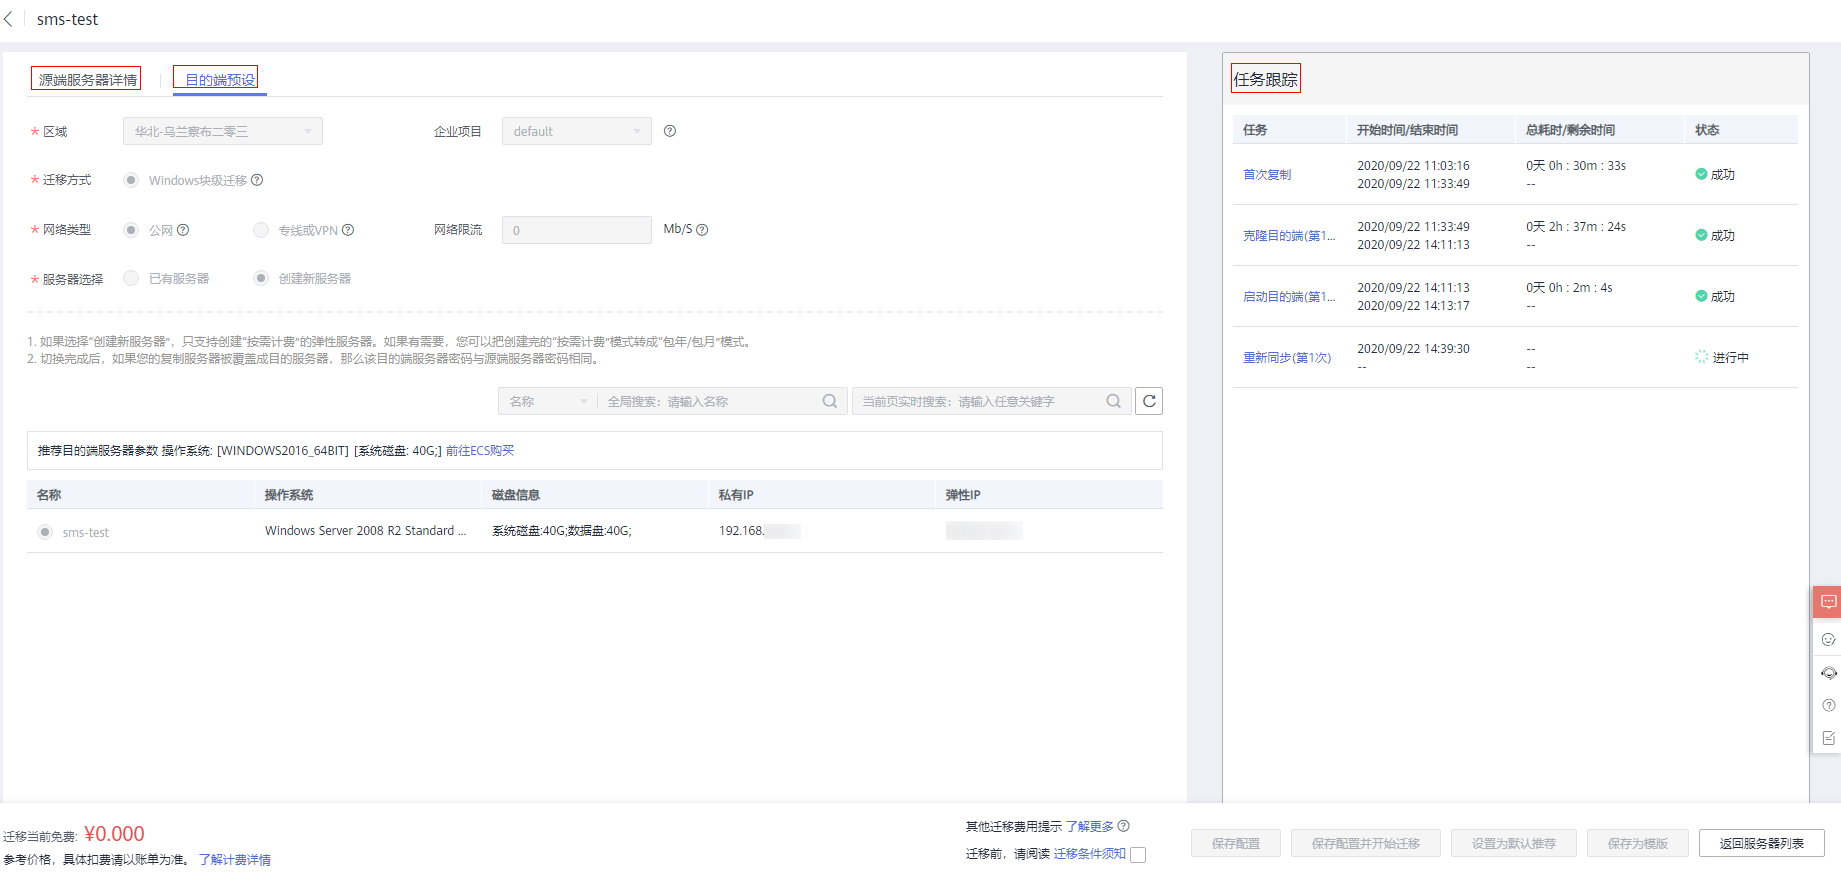 sms-test
源端服务器详情
目的端预设
* 区域
华北-乌兰察布二零三
企业项目
default
* 迁移方式
Windows块级迁移
* 网络类型
公网
专线或VPN
网络限流
0
Mb/S
* 服务器选择
已有服务器
创建新服务器
1. 如果选择“创建新服务器”，只支持创建“按需计费”的弹性服务器。如果有需要，您可以把创建完的“按需计费”模式转成“包年/包月”模式。
2. 切换完成后，如果您的复制服务器被覆盖成目的服务器，那么该目的端服务器密码与源端服务器密码相同。
名称
全局搜索：请输入名称
当前页实时搜索：请输入任意关键字
推荐目的端服务器参数 操作系统: [WINDOWS2016_64BIT] [系统磁盘: 40G;] 前往ECS购买
名称 操作系统 磁盘信息 私有IP 弹性IP
sms-test Windows Server 2008 R2 Standard ... 系统磁盘:40G;数据盘:40G; 192.168.
任务跟踪
任务 开始时间/结束时间 总耗时/剩余时间 状态
首次复制
2020/09/22 11:03:16
2020/09/22 11:33:49
0天 0h : 30m : 33s
--
成功
克隆目的端(第1...
2020/09/22 11:33:49
2020/09/22 14:11:13
0天 2h : 37m : 24s
--
成功
启动目的端(第1...
2020/09/22 14:11:13
2020/09/22 14:13:17
0天 0h : 2m : 4s
--
成功
重新同步(第1次)
2020/09/22 14:39:30
--
--
--
进行中
迁移当前免费: ¥0.000
参考价格，具体扣费请以账单为准。 了解计费详情
其他迁移费用提示 了解更多
迁移前，请阅读 迁移条件须知
保存配置
保存配置并开始迁移
设置为默认推荐
保存为模版
返回服务器列表